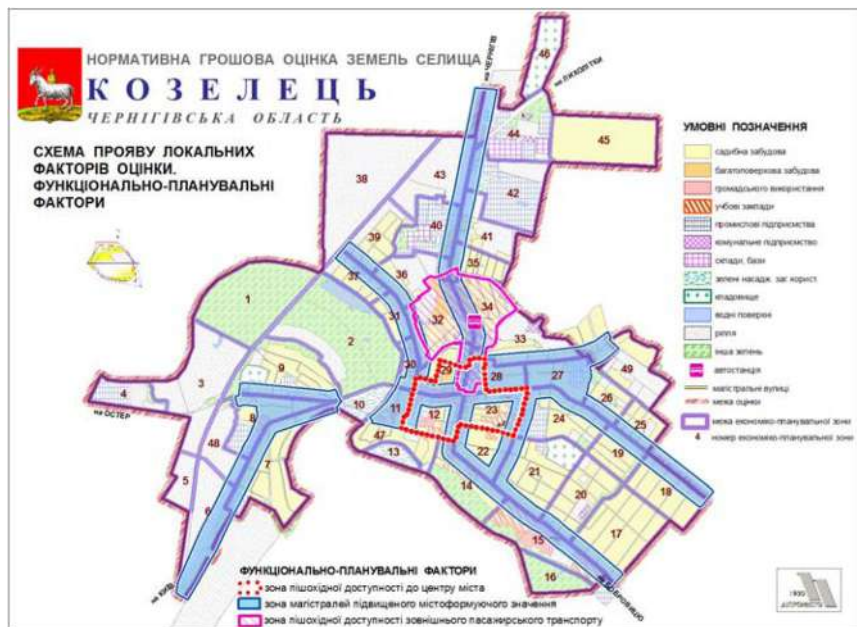 НОРМАТИВНА ГРОШОВА ОЦІНКА ЗЕМЕЛЬ СЕЛИЩА
КОЗЕЛЕЦЬ
ЧЕРНІГІВСЬКА ОБЛАСТЬ
СХЕМА ПРОЯВУ ЛОКАЛЬНИХ
ФАКТОРІВ ОЦІНКИ.
ФУНКЦІОНАЛЬНО-ПЛАНУВАЛЬНІ
ФАКТОРИ
на ЧЕРНІГІВ
46
44
45
42
43
38
40
41
39
35
36
37
34
32
31
33
1
2
30
29
28
27
49
9
3
4
на ОСТЕР
8
10
11
12
23
26
24
25
48
47
13
22
7
5
6
21
19
14
20
18
17
15
16
на КИЇВ
УМОВНІ ПОЗНАЧЕННЯ
садибна забудова
багатоповерхова забудова
громадського використання
учбові заклади
промислові підприємства
комунальне підприємство
склади, бази
зелені насадж. заг. корист.
кладовище
водні поверхні
рілля
інша зелень
автостанція
магістральні вулиці
межа оцінки
межа економіко-планувальної зони
4 номер економіко-планувальної зони
ФУНКЦІОНАЛЬНО-ПЛАНУВАЛЬНІ ФАКТОРИ
зона пішохідної доступності до центру міста
зона магістралей підвищеного містоформуючого значення
зона пішохідної доступності зовнішнього пасажирського транспорту